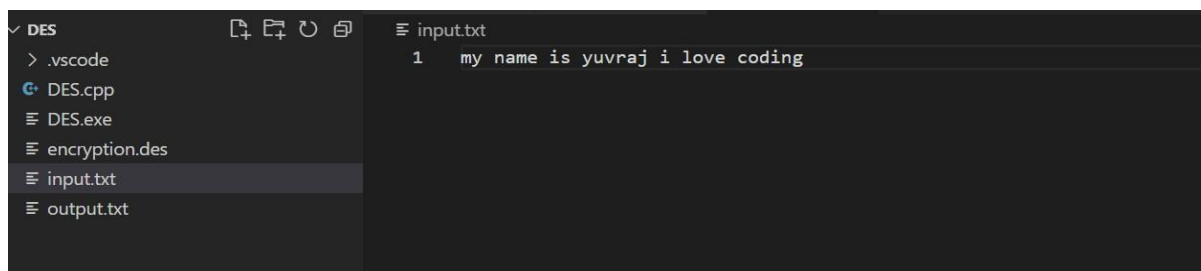 DES
.vscode
DES.cpp
DES.exe
encryption.des
input.txt
output.txt
input.txt
1 my name is yuvraj i love coding